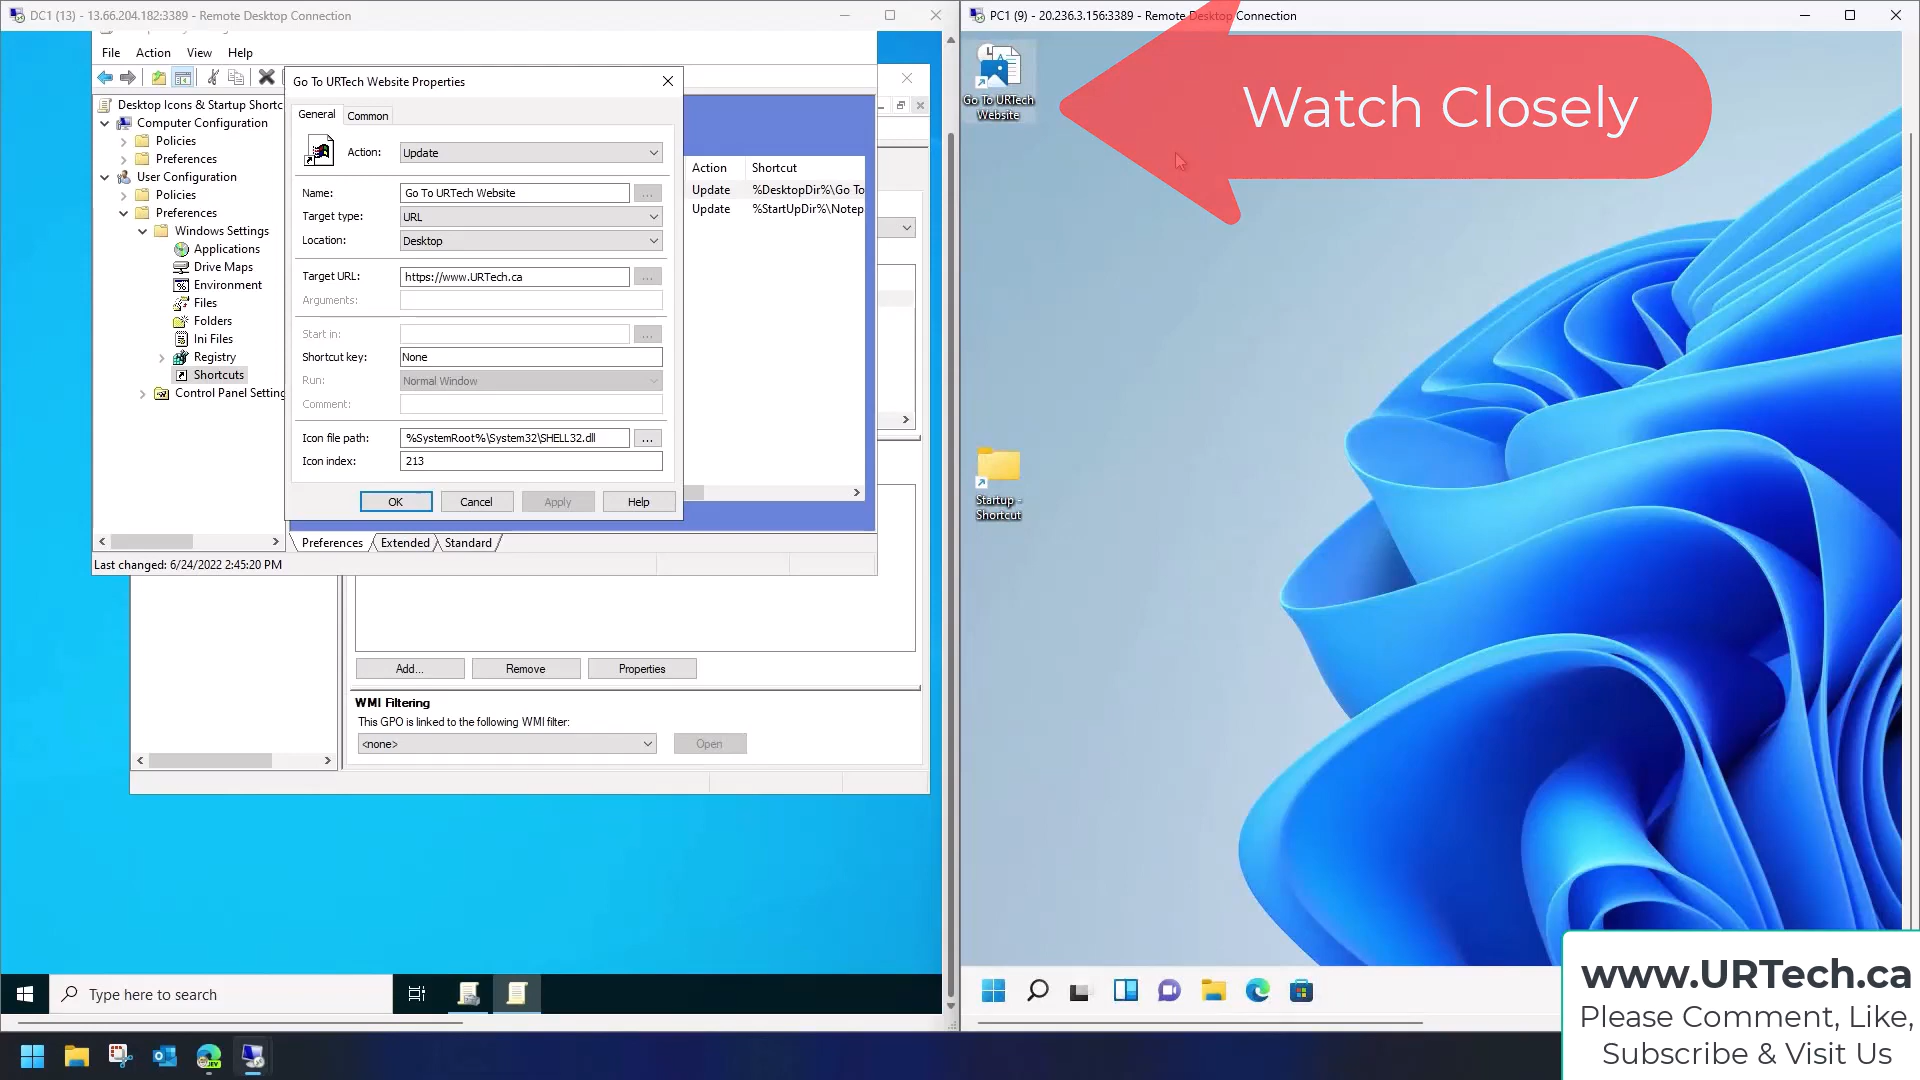 DC1 (13) - 13.66.204.182:3389 - Remote Desktop Connection
File Action View Help
Desktop Icons & Startup Shortc
Computer Configuration
Policies
Preferences
User Configuration
Policies
Preferences
Windows Settings
Applications
Drive Maps
Environment
Files
Folders
Ini Files
Registry
Shortcuts
Control Panel Setting
Last changed: 6/24/2022 2:45:20 PM
Go To URTech Website Properties
General Common
Action: Update
Name: Go To URTech Website ...
Target type: URL
Location: Desktop
Target URL: https://www.URTech.ca ...
Arguments:
Start in: ...
Shortcut key: None
Run: Normal Window
Comment:
Icon file path: %SystemRoot%\System32\SHELL32.dll ...
Icon index: 213
OK Cancel Apply Help
Action Shortcut
Update %DesktopDir%\Go To
Update %StartUpDir%\Notep
Preferences Extended Standard
Add... Remove Properties
WMI Filtering
This GPO is linked to the following WMI filter:
<none> Open
Type here to search
PC1 (9) - 20.236.3.156:3389 - Remote Desktop Connection
Go To URTech
Website
Watch Closely
Startup -
Shortcut
www.URTech.ca
Please Comment, Like,
Subscribe & Visit Us
DEV